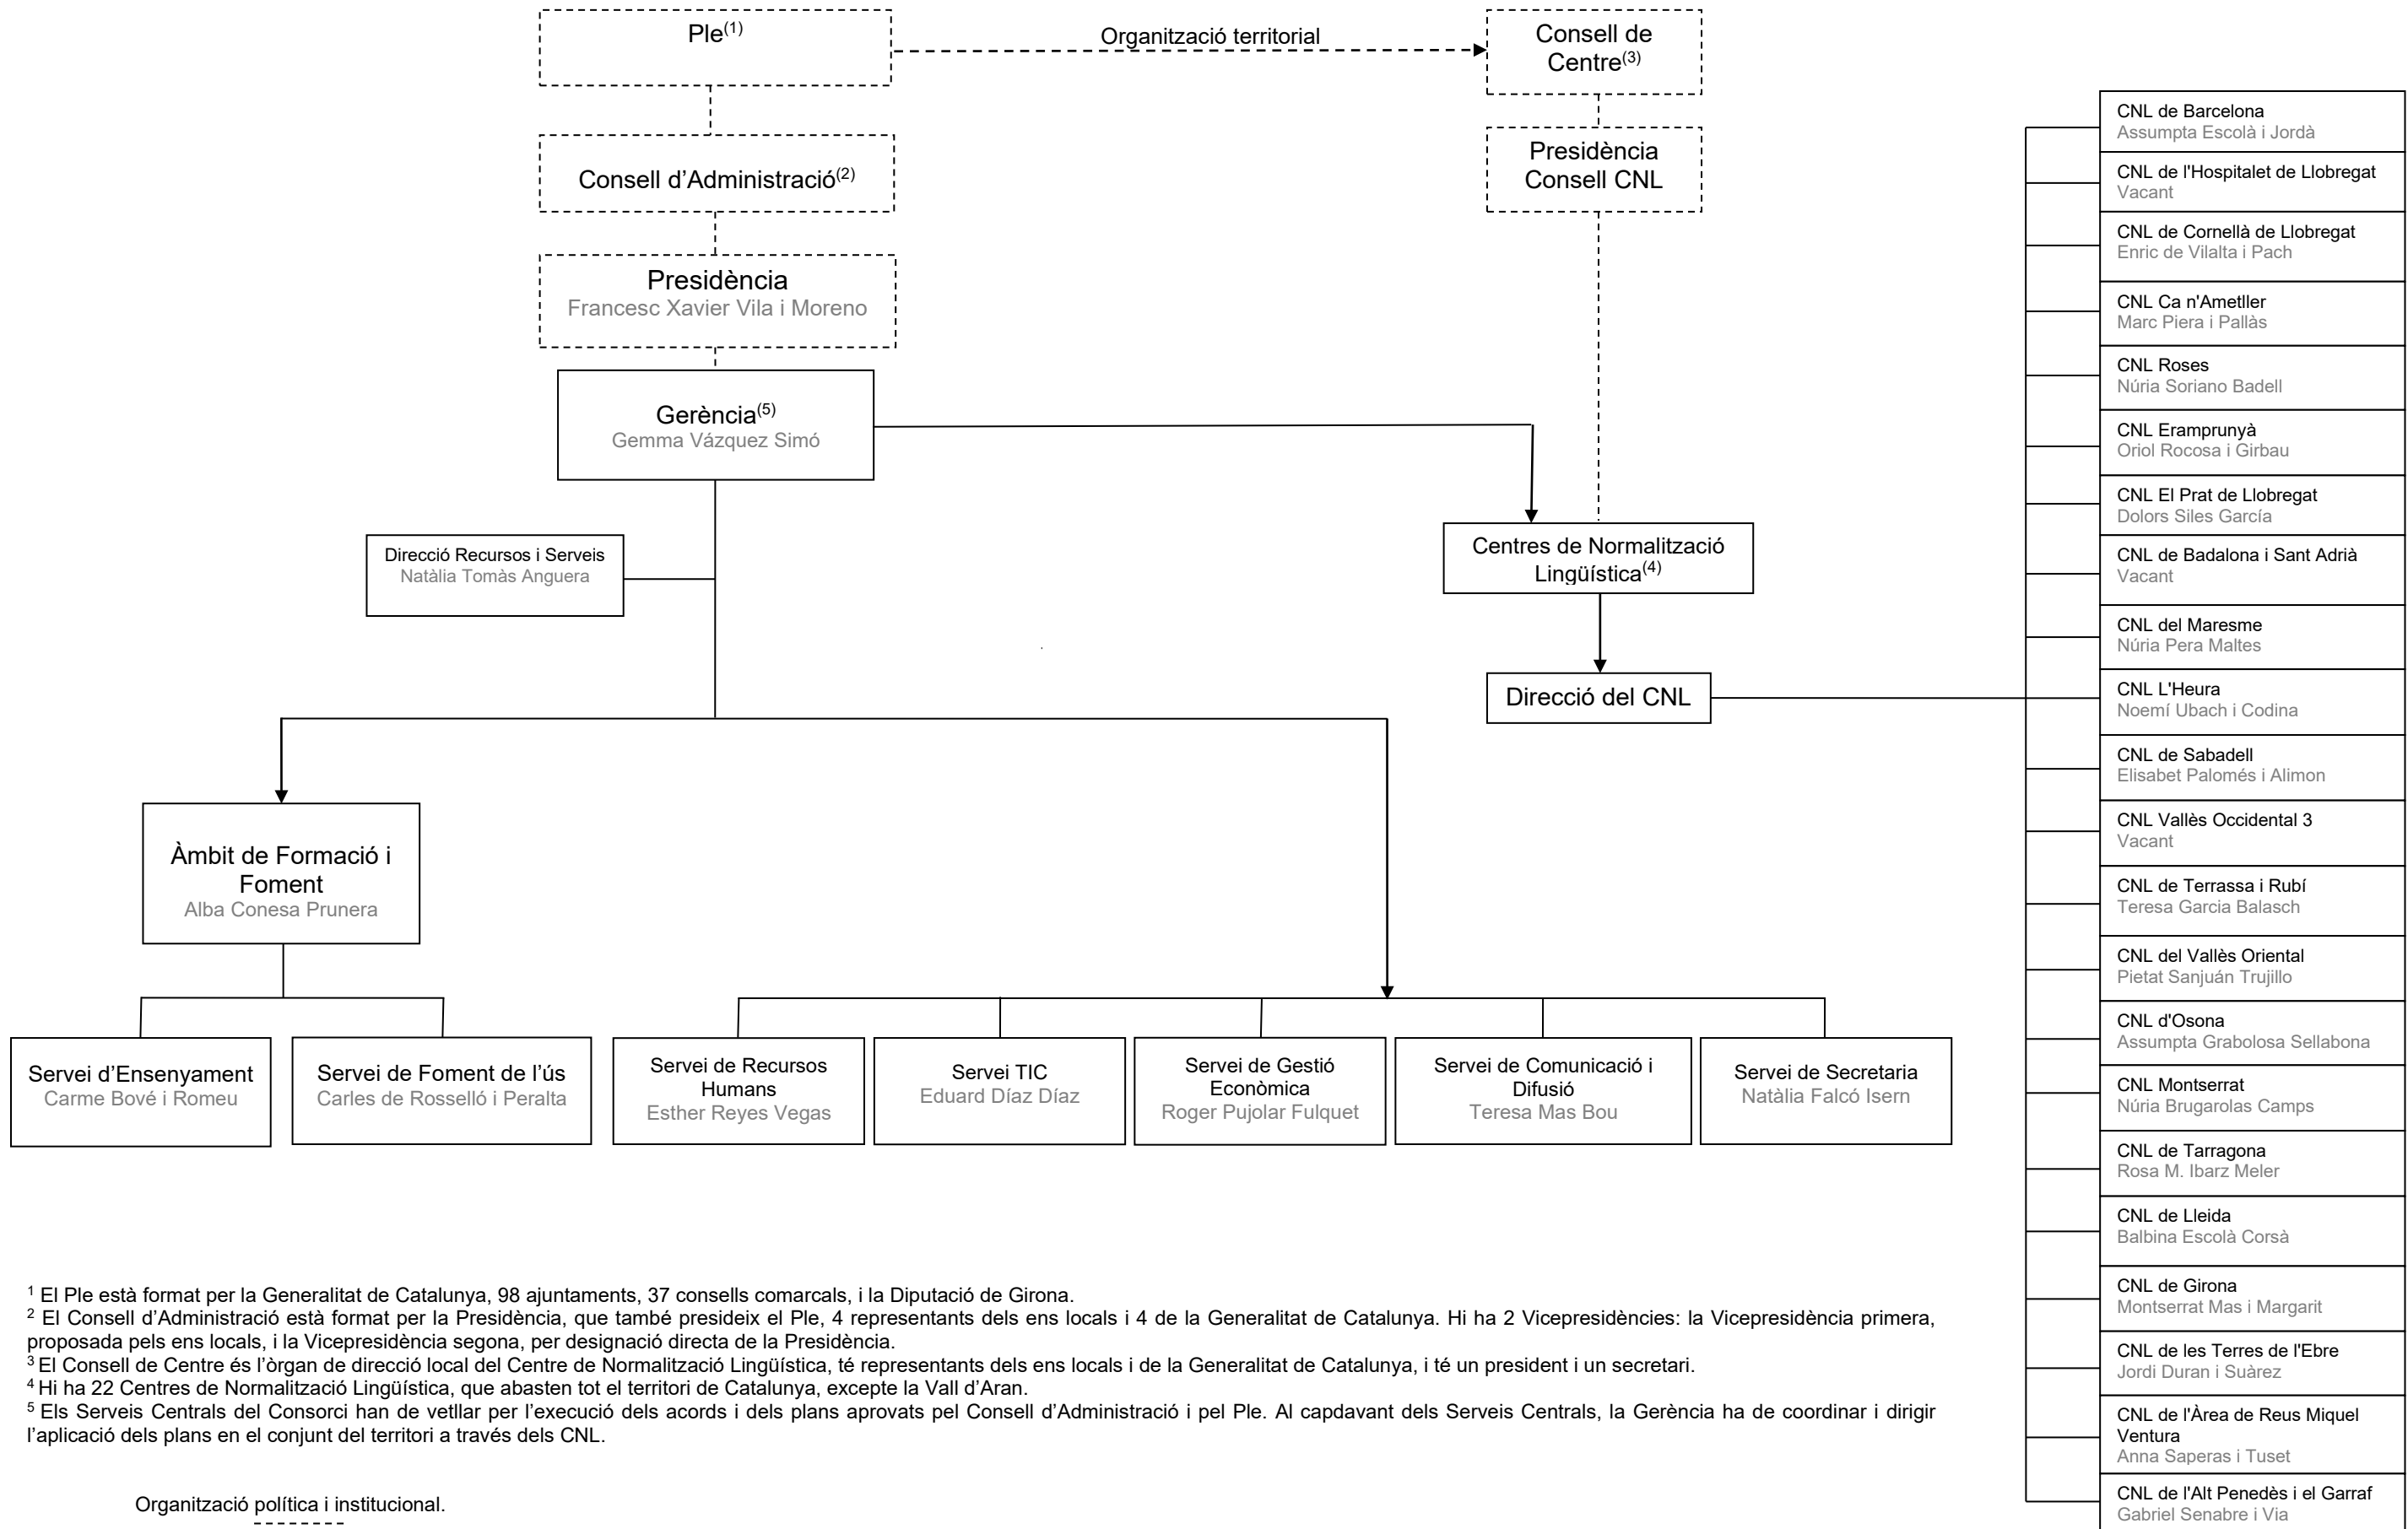 Ple(1)
Organització territorial
Consell de
Centre(3)
Consell d’Administració(2)
Presidència
Consell CNL
Presidència
Francesc Xavier Vila i Moreno
Gerència(5)
Gemma Vázquez Simó
Direcció Recursos i Serveis
Natàlia Tomàs Anguera
Centres de Normalització
Lingüística(4)
Direcció del CNL
Àmbit de Formació i
Foment
Alba Conesa Prunera
Servei d’Ensenyament
Carme Bové i Romeu
Servei de Foment de l’ús
Carles de Rosselló i Peralta
Servei de Recursos
Humans
Esther Reyes Vegas
Servei TIC
Eduard Díaz Díaz
Servei de Gestió
Econòmica
Roger Pujolar Fulquet
Servei de Comunicació i
Difusió
Teresa Mas Bou
Servei de Secretaria
Natàlia Falcó Isern
CNL de Barcelona
Assumpta Escolà i Jordà
CNL de l'Hospitalet de Llobregat
Vacant
CNL de Cornellà de Llobregat
Enric de Vilalta i Pach
CNL Ca n'Ametller
Marc Piera i Pallàs
CNL Roses
Núria Soriano Badell
CNL Eramprunyà
Oriol Rocosa i Girbau
CNL El Prat de Llobregat
Dolors Siles García
CNL de Badalona i Sant Adrià
Vacant
CNL del Maresme
Núria Pera Maltes
CNL L'Heura
Noemí Ubach i Codina
CNL de Sabadell
Elisabet Palomés i Alimon
CNL Vallès Occidental 3
Vacant
CNL de Terrassa i Rubí
Teresa Garcia Balasch
CNL del Vallès Oriental
Pietat Sanjuán Trujillo
CNL d'Osona
Assumpta Grabolosa Sellabona
CNL Montserrat
Núria Brugarolas Camps
CNL de Tarragona
Rosa M. Ibarz Meler
CNL de Lleida
Balbina Escolà Corsà
CNL de Girona
Montserrat Mas i Margarit
CNL de les Terres de l'Ebre
Jordi Duran i Suàrez
CNL de l'Àrea de Reus Miquel
Ventura
Anna Saperas i Tuset
CNL de l'Alt Penedès i el Garraf
Gabriel Senabre i Via
1 El Ple està format per la Generalitat de Catalunya, 98 ajuntaments, 37 consells comarcals, i la Diputació de Girona.
2 El Consell d’Administració està format per la Presidència, que també presideix el Ple, 4 representants dels ens locals i 4 de la Generalitat de Catalunya. Hi ha 2 Vicepresidències: la Vicepresidència primera,
proposada pels ens locals, i la Vicepresidència segona, per designació directa de la Presidència.
3 El Consell de Centre és l’òrgan de direcció local del Centre de Normalització Lingüística, té representants dels ens locals i de la Generalitat de Catalunya, i té un president i un secretari.
4 Hi ha 22 Centres de Normalització Lingüística, que abasten tot el territori de Catalunya, excepte la Vall d’Aran.
5 Els Serveis Centrals del Consorci han de vetllar per l’execució dels acords i dels plans aprovats pel Consell d’Administració i pel Ple. Al capdavant dels Serveis Centrals, la Gerència ha de coordinar i dirigir
l’aplicació dels plans en el conjunt del territori a través dels CNL.
Organització política i institucional.